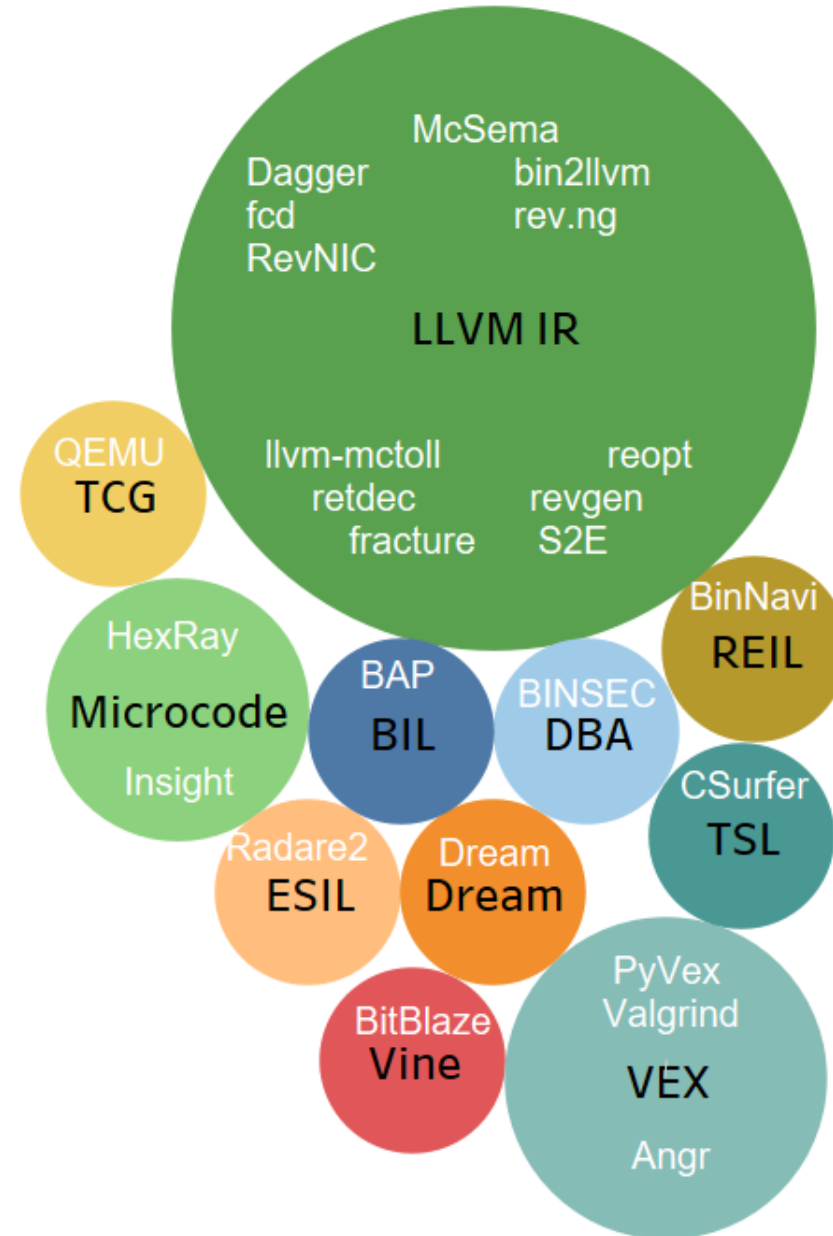 McSema
Dagger bin2llvm
fcd rev.ng
RevNIC
LLVM IR
llvm-mctoll reopt
retdec revgen
fracture S2E
QEMU
TCG
BinNavi
REIL
HexRay
Microcode
Insight
BAP
BIL
BINSEC
DBA
CSurfer
TSL
Radare2
ESIL
Dream
Dream
PyVex
Valgrind
VEX
Angr
BitBlaze
Vine